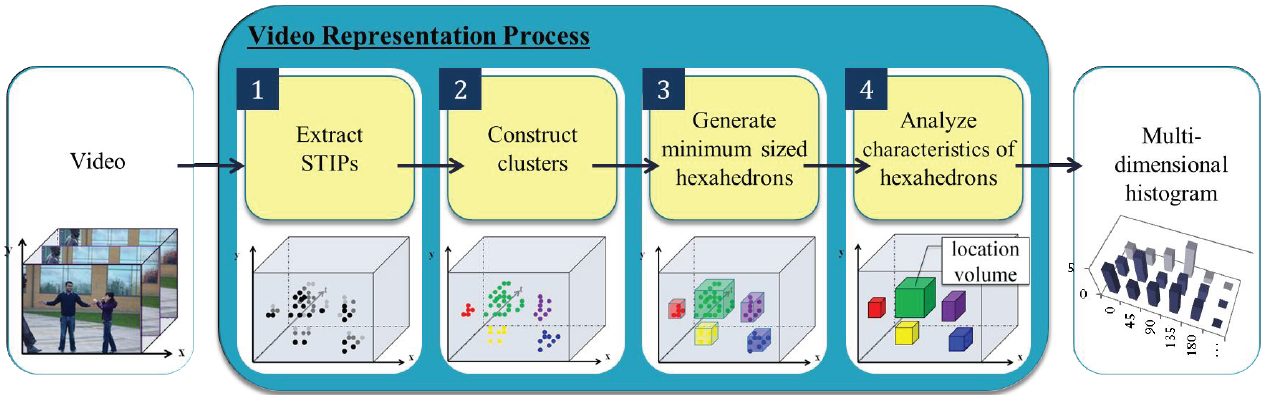 Video Representation Process
Video
y
x
1
Extract
STIPs
y
t
x
2
Construct
clusters
y
t
x
3
Generate
minimum sized
hexahedrons
y
t
x
4
Analyze
characteristics of
hexahedrons
location
volume
y
x
Multi-
dimensional
histogram
5
0
0
45
90
135
180
...